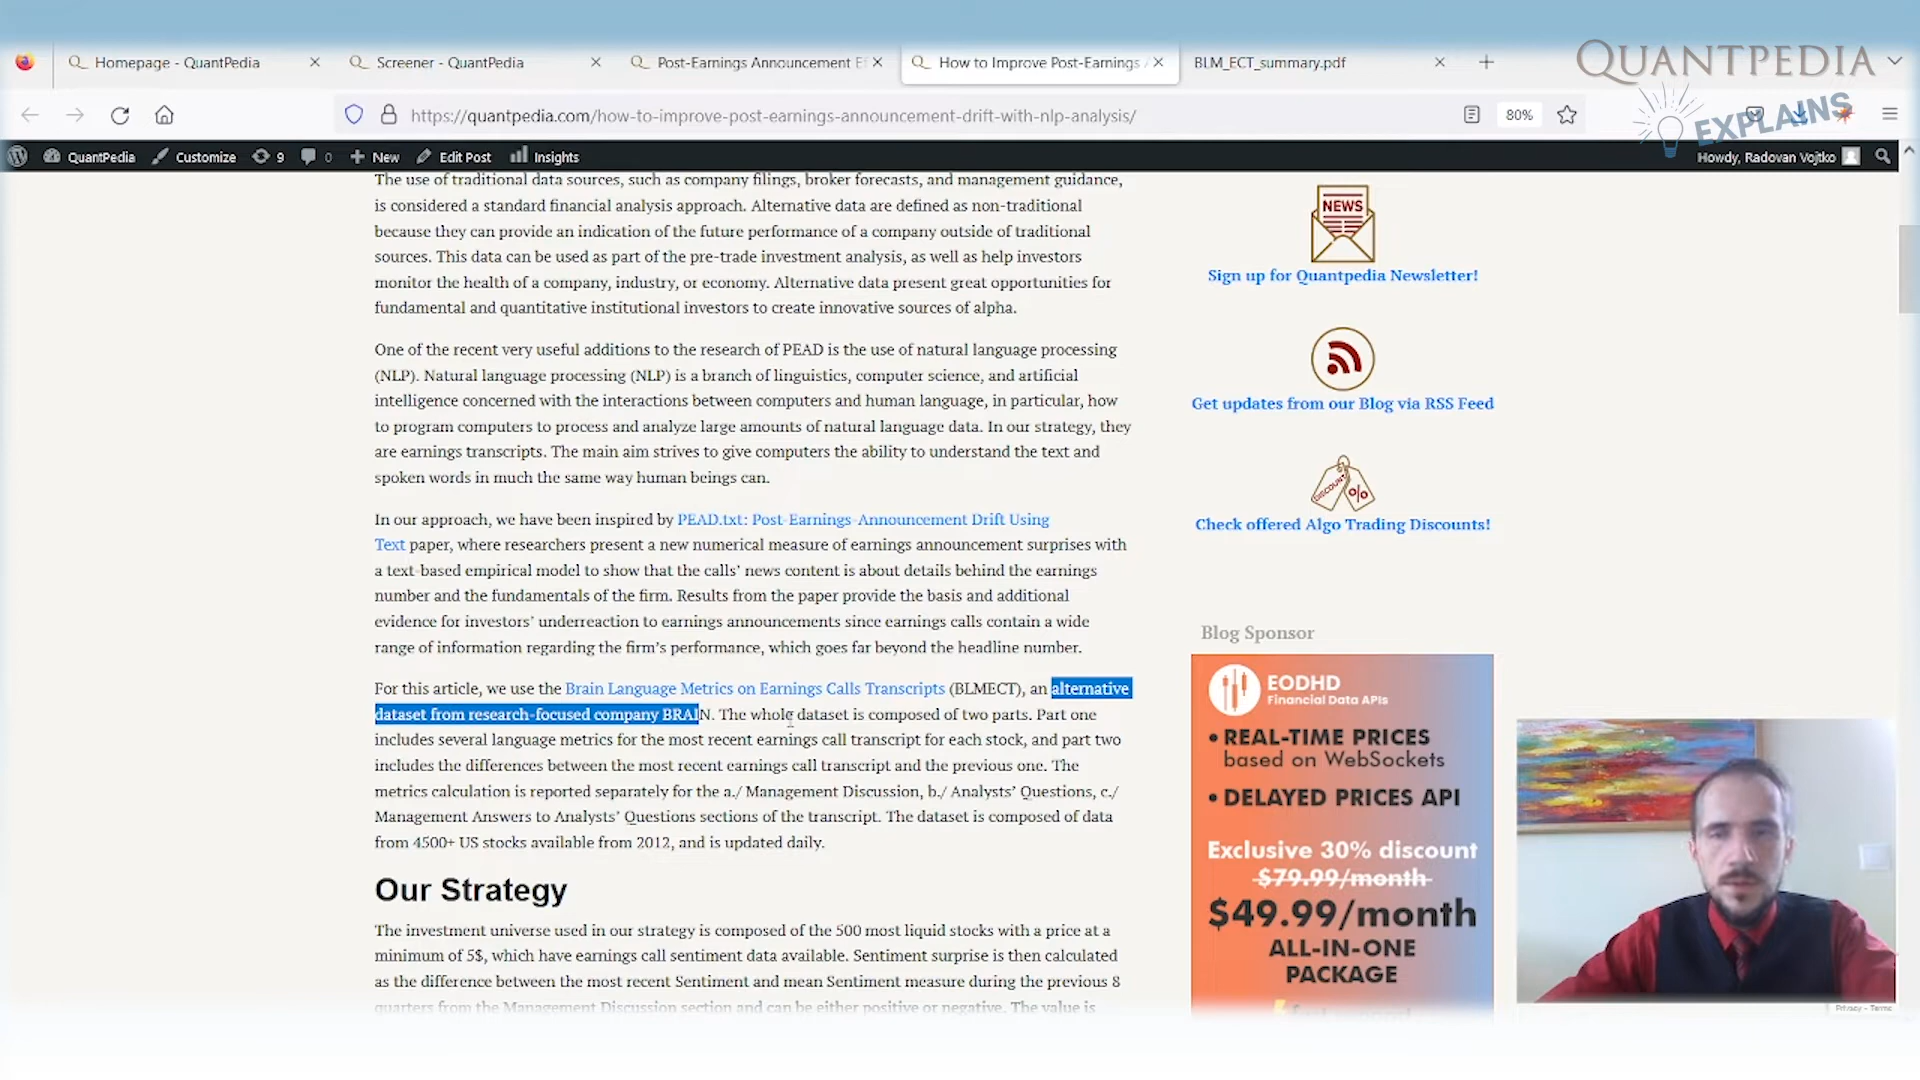 Homepage - QuantPedia
Screener - QuantPedia
Post-Earnings Announcement E
How to Improve Post-Earnings
BLM_ECT_summary.pdf
QUANTPEDIA
EXPLAINS
https://quantpedia.com/how-to-improve-post-earnings-announcement-drift-with-nlp-analysis/
80%
QuantPedia
Customize
9
0
New
Edit Post
Insights
Howdy, Radovan Vojtko
The use of traditional data sources, such as company filings, broker forecasts, and management guidance,
is considered a standard financial analysis approach. Alternative data are defined as non-traditional
because they can provide an indication of the future performance of a company outside of traditional
sources. This data can be used as part of the pre-trade investment analysis, as well as help investors
monitor the health of a company, industry, or economy. Alternative data present great opportunities for
fundamental and quantitative institutional investors to create innovative sources of alpha.
One of the recent very useful additions to the research of PEAD is the use of natural language processing
(NLP). Natural language processing (NLP) is a branch of linguistics, computer science, and artificial
intelligence concerned with the interactions between computers and human language, in particular, how
to program computers to process and analyze large amounts of natural language data. In our strategy, they
are earnings transcripts. The main aim strives to give computers the ability to understand the text and
spoken words in much the same way human beings can.
In our approach, we have been inspired by PEAD.txt: Post-Earnings-Announcement Drift Using
Text paper, where researchers present a new numerical measure of earnings announcement surprises with
a text-based empirical model to show that the calls' news content is about details behind the earnings
number and the fundamentals of the firm. Results from the paper provide the basis and additional
evidence for investors' underreaction to earnings announcements since earnings calls contain a wide
range of information regarding the firm's performance, which goes far beyond the headline number.
For this article, we use the Brain Language Metrics on Earnings Calls Transcripts (BLMECT), an alternative
dataset from research-focused company BRAIN. The whole dataset is composed of two parts. Part one
includes several language metrics for the most recent earnings call transcript for each stock, and part two
includes the differences between the most recent earnings call transcript and the previous one. The
metrics calculation is reported separately for the a./ Management Discussion, b./ Analysts' Questions, c./
Management Answers to Analysts' Questions sections of the transcript. The dataset is composed of data
from 4500+ US stocks available from 2012, and is updated daily.
Our Strategy
The investment universe used in our strategy is composed of the 500 most liquid stocks with a price at a
minimum of 5$, which have earnings call sentiment data available. Sentiment surprise is then calculated
as the difference between the most recent Sentiment and mean Sentiment measure during the previous 8
quarters from the Management Discussion section and can be either positive or negative. The value is
NEWS
Sign up for Quantpedia Newsletter!
Get updates from our Blog via RSS Feed
DISCOUNT
%
Check offered Algo Trading Discounts!
Blog Sponsor
EODHD
Financial Data APIs
• REAL-TIME PRICES
based on WebSockets
• DELAYED PRICES API
Exclusive 30% discount
$79.99/month
$49.99/month
ALL-IN-ONE
PACKAGE
Privacy - Terms